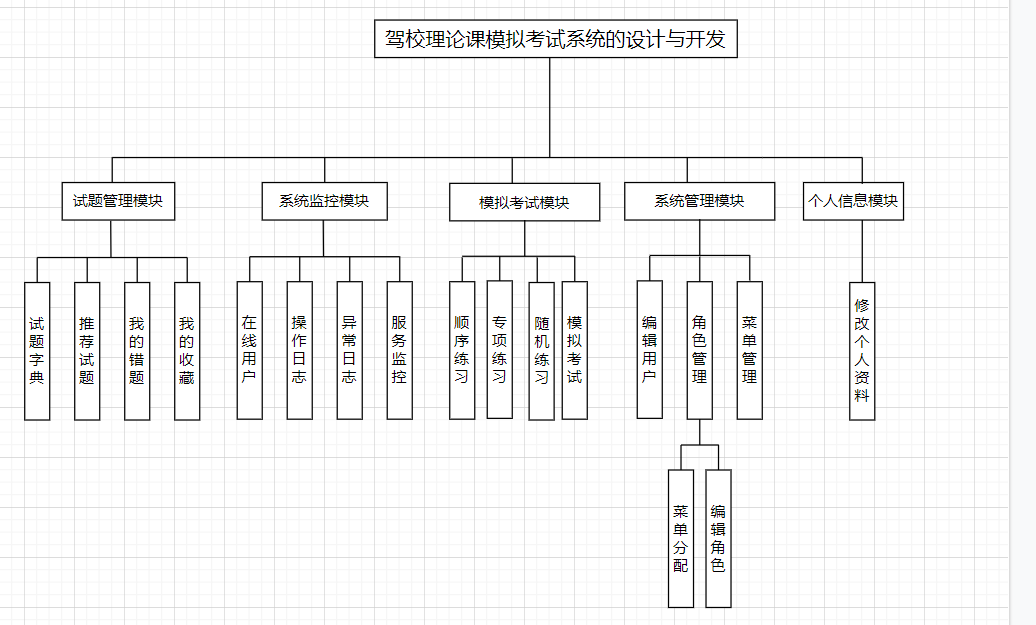 驾校理论课模拟考试系统的设计与开发
试题管理模块
系统监控模块
模拟考试模块
系统管理模块
个人信息模块
试题字典
推荐试题
我的错题
我的收藏
在线用户
操作日志
异常日志
服务监控
顺序练习
专项练习
随机练习
模拟考试
编辑用户
角色管理
菜单管理
修改个人资料
菜单分配
编辑角色